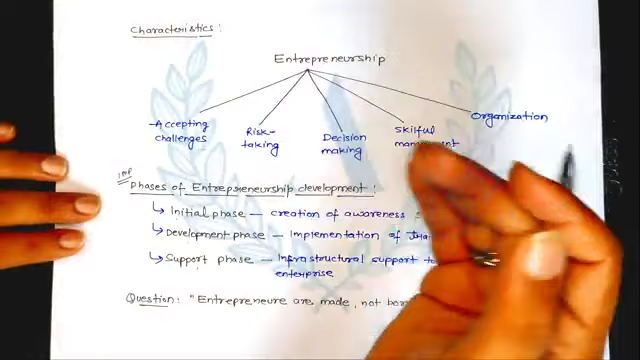 Characteristics :
Entrepreneurship
Accepting challenges
Risk-taking
Decision making
Skilful
Organization
IMP
Phases of Entrepreneurship development :
↳ Initial phase — creation of awareness
↳ Development phase — Implementation of
↳ Support phase — Infrastructural support
enterprise
Question : " Entrepreneure are made, not